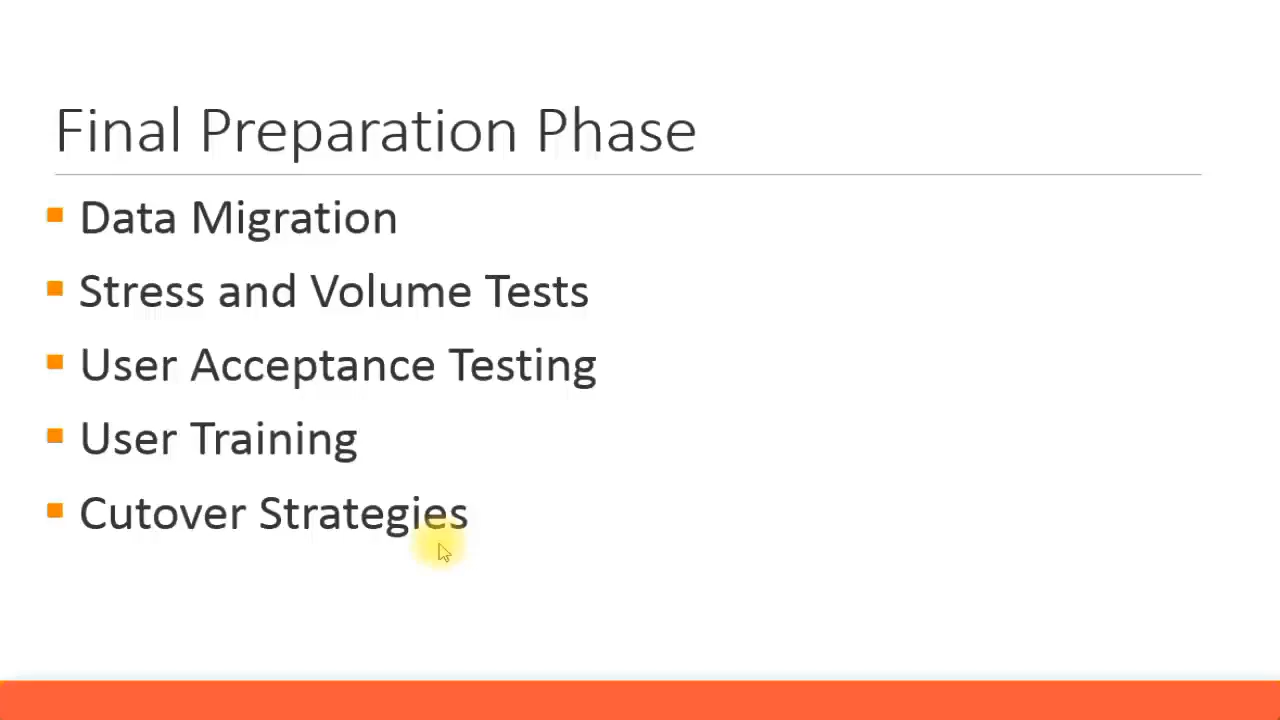 Final Preparation Phase
Data Migration
Stress and Volume Tests
User Acceptance Testing
User Training
Cutover Strategies